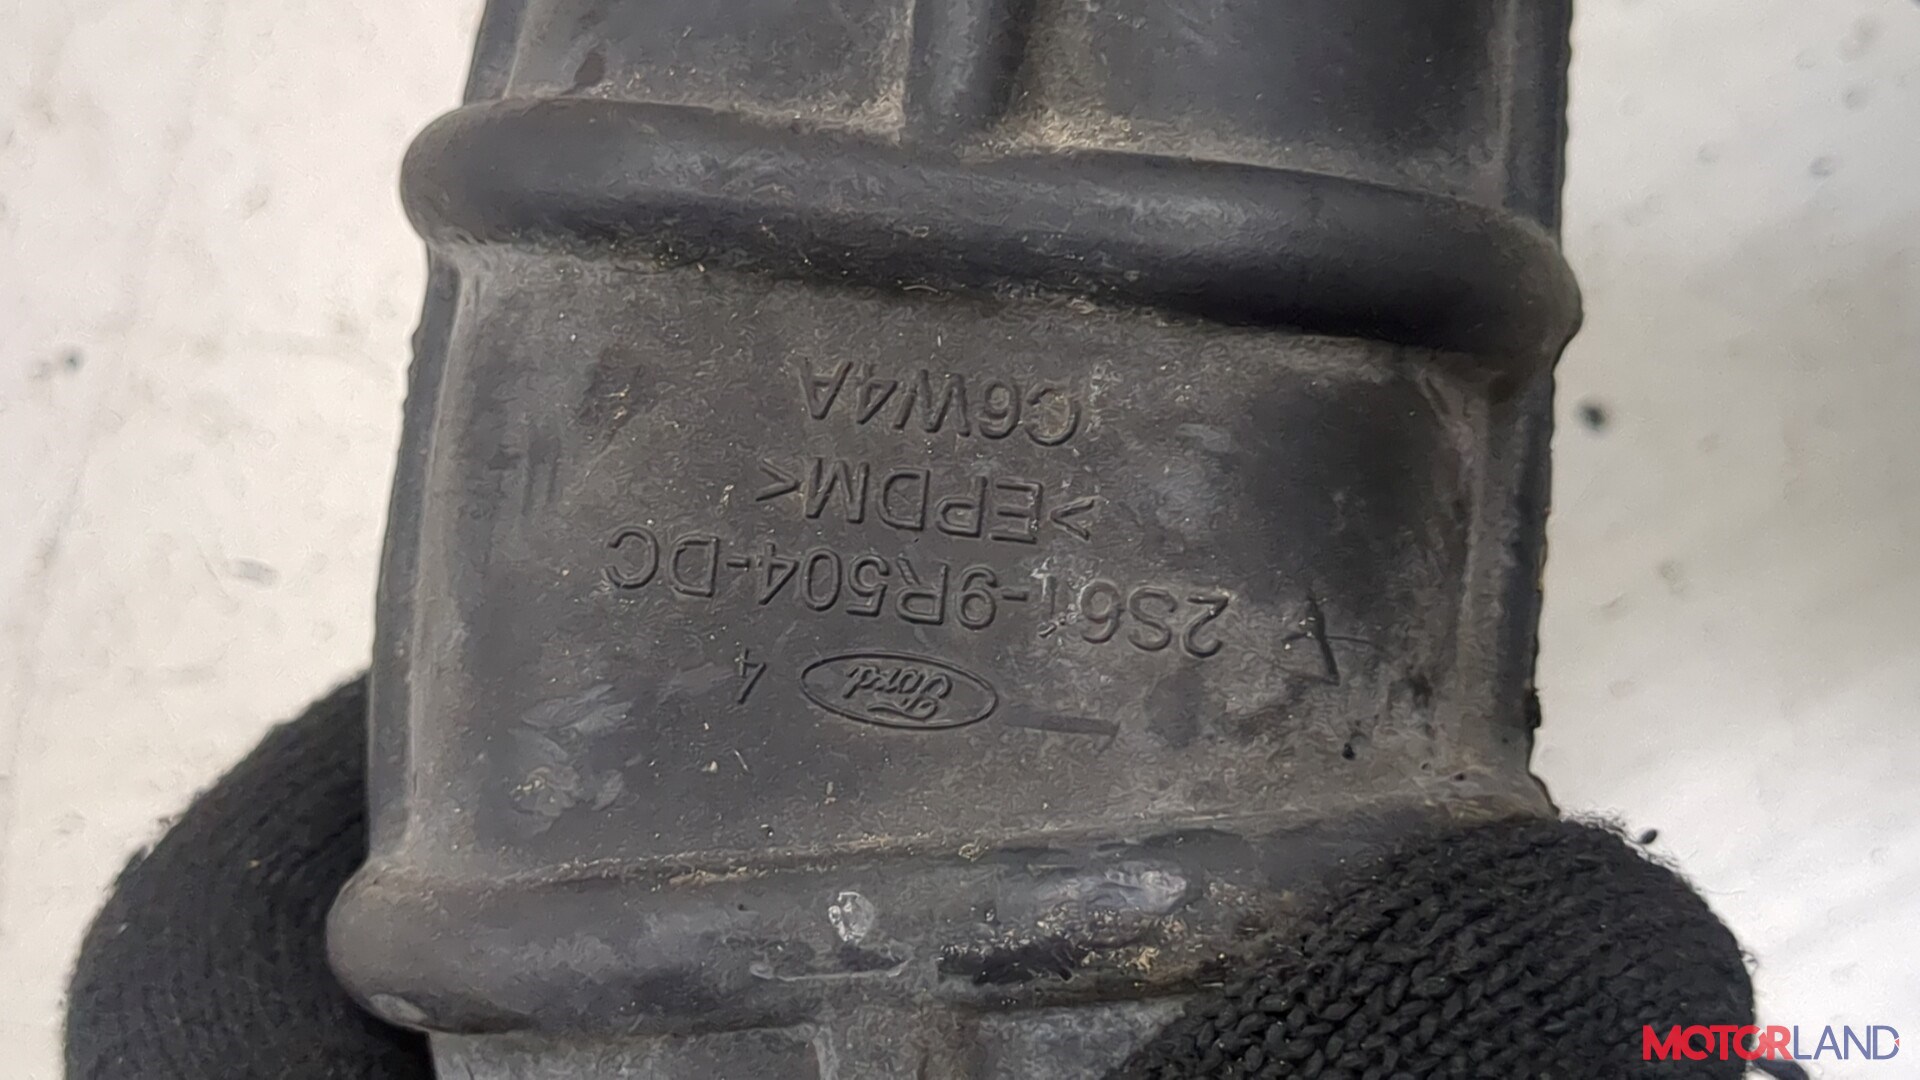 Ford 4
2S61-9R504-DC
>EPDM<
C6W4A
MOTORLAND